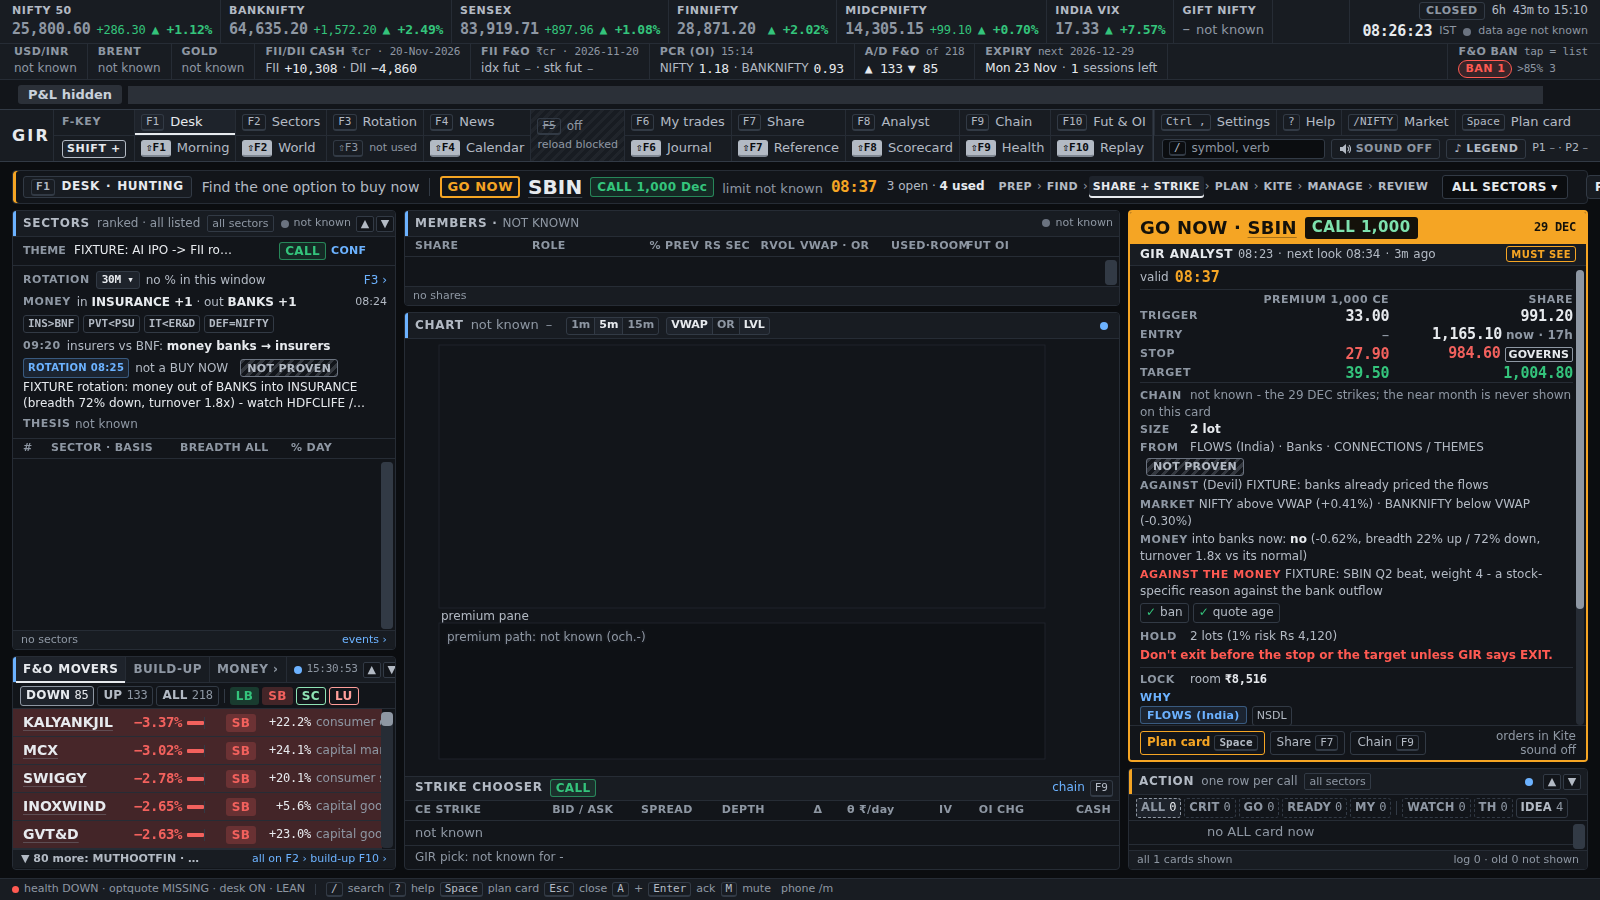 NIFTY 50 BANKNIFTY SENSEX FINNIFTY MIDCPNIFTY INDIA VIX GIFT NIFTY CLOSED 6h 43m to 15:10
25,800.60 +286.30 ▲ +1.12% 64,635.20 +1,572.20 ▲ +2.49% 83,919.71 +897.96 ▲ +1.08% 28,871.20 ▲ +2.02% 14,305.15 +99.10 ▲ +0.70% 17.33 ▲ +7.57% – not known 08:26:23 IST data age not known
USD/INR BRENT GOLD FII/DII CASH ₹cr · 20-Nov-2026 FII F&O ₹cr · 2026-11-20 PCR (OI) 15:14 A/D F&O of 218 EXPIRY next 2026-12-29 F&O BAN tap = list
not known not known not known FII +10,308 · DII −4,860 idx fut – · stk fut – NIFTY 1.18 · BANKNIFTY 0.93 ▲ 133 ▼ 85 Mon 23 Nov · 1 sessions left BAN 1 >85% 3
P&L hidden
GIR F-KEY F1 Desk F2 Sectors F3 Rotation F4 News F5 off F6 My trades F7 Share F8 Analyst F9 Chain F10 Fut & OI Ctrl , Settings ? Help /NIFTY Market Space Plan card
SHIFT + ⇧F1 Morning ⇧F2 World ⇧F3 not used ⇧F4 Calendar reload blocked ⇧F6 Journal ⇧F7 Reference ⇧F8 Scorecard ⇧F9 Health ⇧F10 Replay / symbol, verb SOUND OFF ♪ LEGEND P1 – · P2 –
F1 DESK · HUNTING Find the one option to buy now GO NOW SBIN CALL 1,000 Dec limit not known 08:37 3 open · 4 used PREP › FIND › SHARE + STRIKE › PLAN › KITE › MANAGE › REVIEW ALL SECTORS ▾
SECTORS ranked · all listed all sectors not known ▲ ▼
THEME FIXTURE: AI IPO -> FII ro… CALL CONF
ROTATION 30M ▾ no % in this window F3 ›
MONEY in INSURANCE +1 · out BANKS +1 08:24
INS>BNF PVT<PSU IT<ER&D DEF=NIFTY
09:20 insurers vs BNF: money banks → insurers
ROTATION 08:25 not a BUY NOW NOT PROVEN
FIXTURE rotation: money out of BANKS into INSURANCE
(breadth 72% down, turnover 1.8x) - watch HDFCLIFE /…
THESIS not known
# SECTOR · BASIS BREADTH ALL % DAY
no sectors events ›
F&O MOVERS BUILD-UP MONEY › 15:30:53 ▲ ▼
DOWN 85 UP 133 ALL 218 LB SB SC LU
KALYANKJIL −3.37% SB +22.2% consumer
MCX −3.02% SB +24.1% capital mar
SWIGGY −2.78% SB +20.1% consumer s
INOXWIND −2.65% SB +5.6% capital goo
GVT&D −2.63% SB +23.0% capital goo
▼ 80 more: MUTHOOTFIN · … all on F2 › build-up F10 ›
MEMBERS · NOT KNOWN not known
SHARE ROLE % PREV RS SEC RVOL VWAP · OR USED·ROOM FUT OI
no shares
CHART not known – 1m 5m 15m VWAP OR LVL
premium pane
premium path: not known (och.-)
STRIKE CHOOSER CALL chain F9
CE STRIKE BID / ASK SPREAD DEPTH Δ θ ₹/day IV OI CHG CASH
not known
GIR pick: not known for -
GO NOW · SBIN CALL 1,000 29 DEC
GIR ANALYST 08:23 · next look 08:34 · 3m ago MUST SEE
valid 08:37
PREMIUM 1,000 CE SHARE
TRIGGER 33.00 991.20
ENTRY – 1,165.10 now · 17h
STOP 27.90 984.60 GOVERNS
TARGET 39.50 1,004.80
CHAIN not known - the 29 DEC strikes; the near month is never shown
on this card
SIZE 2 lot
FROM FLOWS (India) · Banks · CONNECTIONS / THEMES
NOT PROVEN
AGAINST (Devil) FIXTURE: banks already priced the flows
MARKET NIFTY above VWAP (+0.41%) · BANKNIFTY below VWAP
(-0.30%)
MONEY into banks now: no (-0.62%, breadth 22% up / 72% down,
turnover 1.8x vs its normal)
AGAINST THE MONEY FIXTURE: SBIN Q2 beat, weight 4 - a stock-
specific reason against the bank outflow
✓ ban ✓ quote age
HOLD 2 lots (1% risk Rs 4,120)
Don't exit before the stop or the target unless GIR says EXIT.
LOCK room ₹8,516
WHY
FLOWS (India) NSDL
Plan card Space Share F7 Chain F9 orders in Kite
sound off
ACTION one row per call all sectors ▲ ▼
ALL 0 CRIT 0 GO 0 READY 0 MY 0 WATCH 0 TH 0 IDEA 4
no ALL card now
all 1 cards shown log 0 · old 0 not shown
health DOWN · optquote MISSING · desk ON · LEAN / search ? help Space plan card Esc close A + Enter ack M mute phone /m